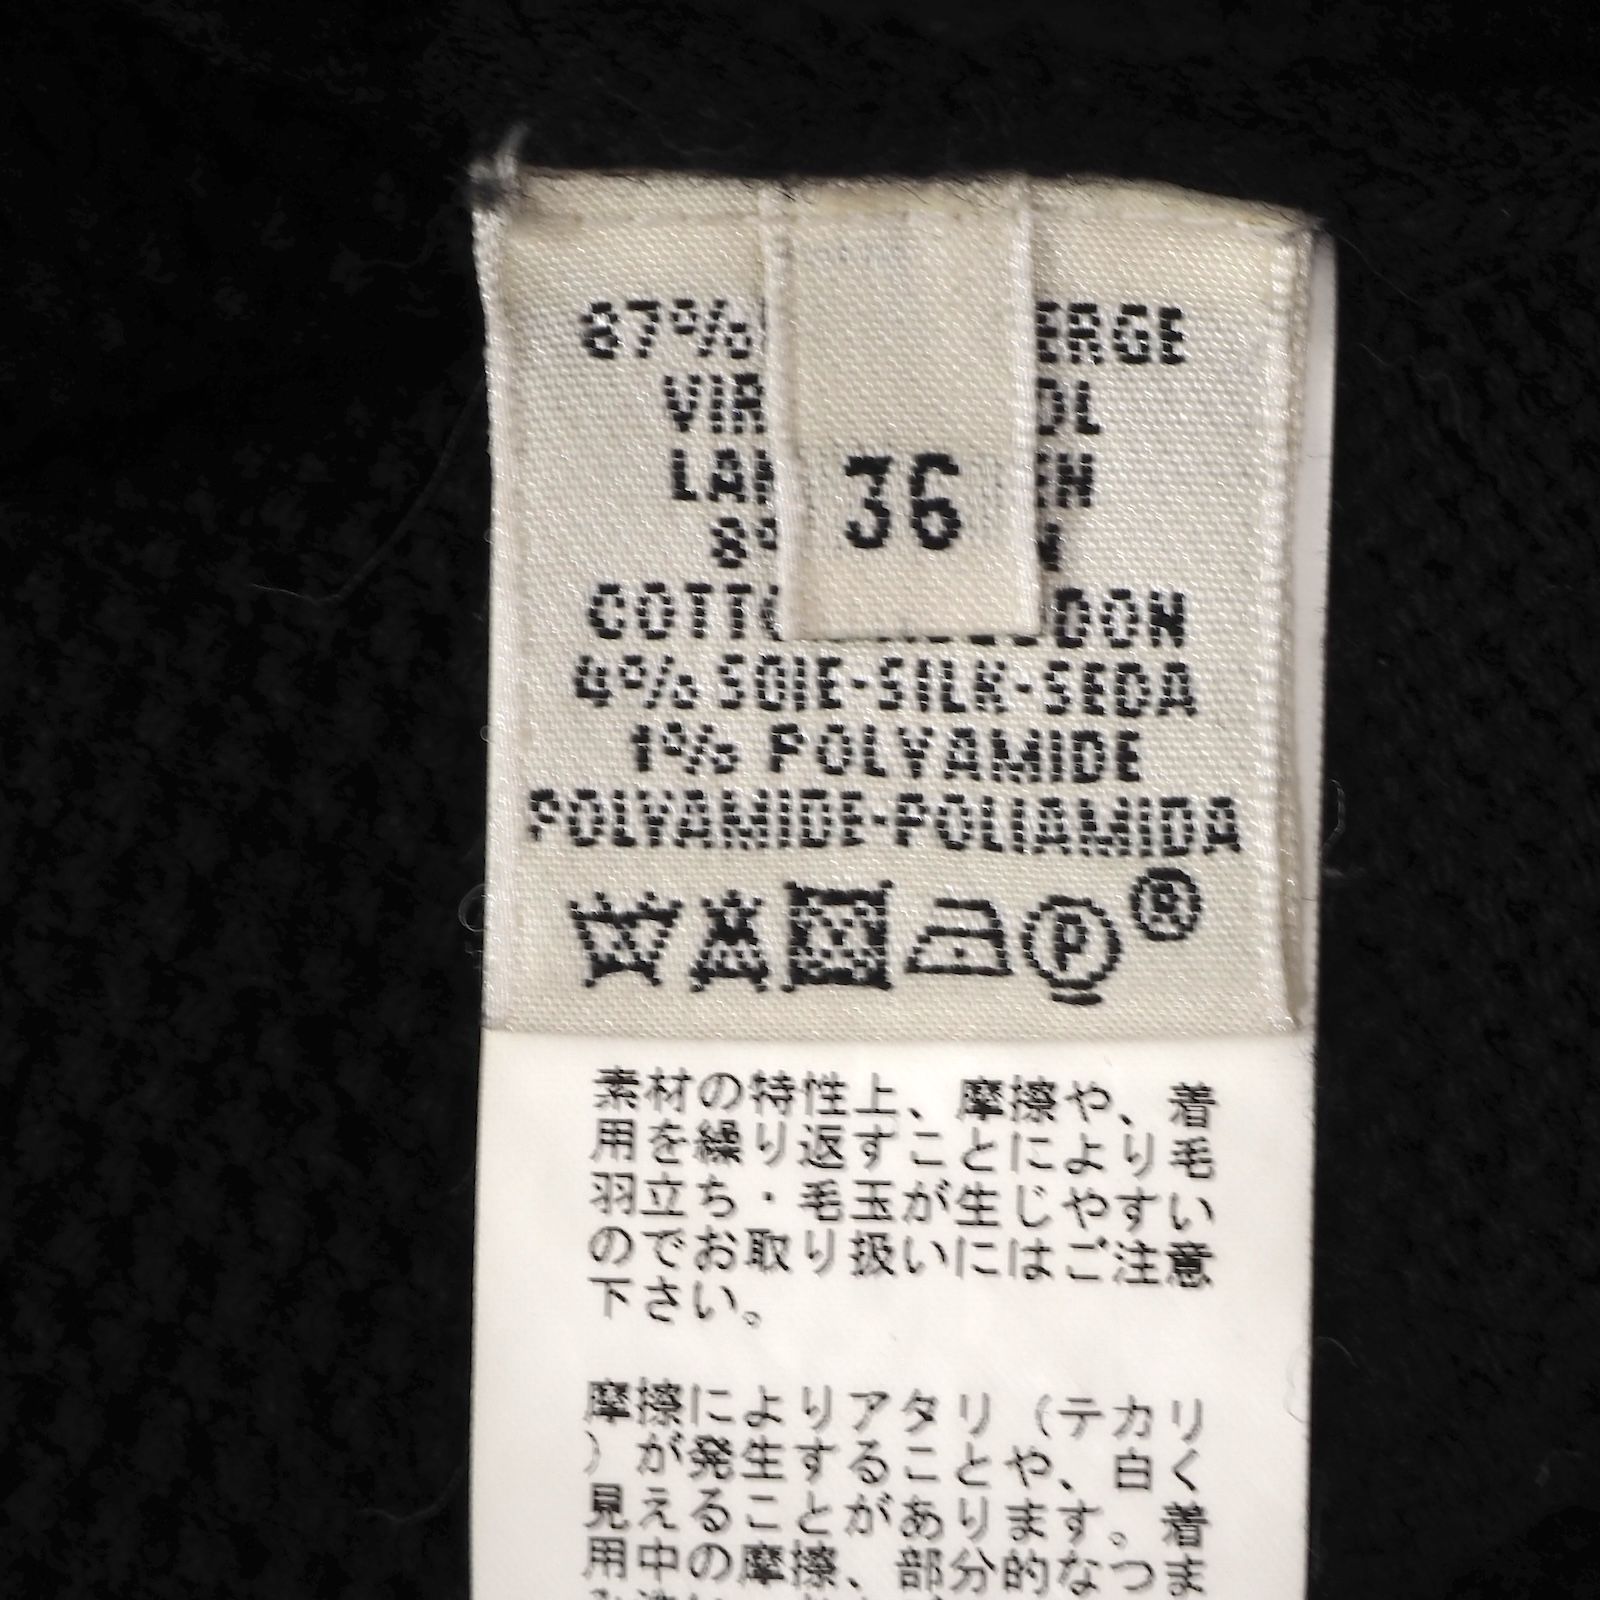 87% ERGE
VIR OL
LAN EN
36
8
COTTO ODON
4% SOIE-SILK-SEDA
1% POLYAMIDE
POLYAMIDE-POLIAMIDA
P ®
素材の特性上、摩擦や、着
用を繰り返すことにより毛
羽立ち・毛玉が生じやすい
のでお取り扱いにはご注意
下さい。
摩擦によりアタリ（テカリ
）が発生することや、白く
見えることがあります。着
用中の摩擦、部分的なつま